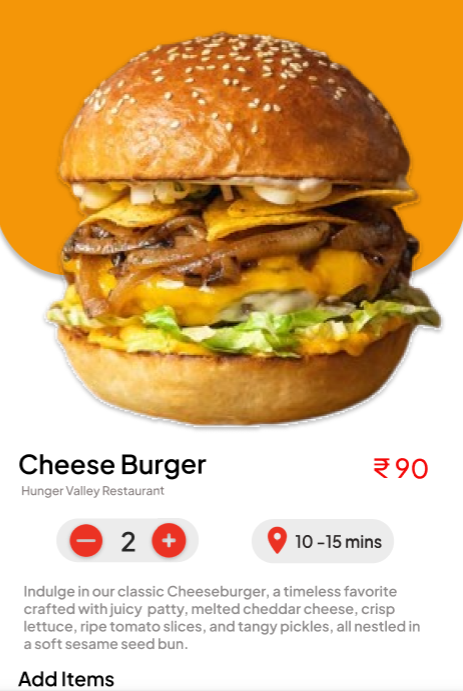 Cheese Burger
₹ 90
Hunger Valley Restaurant
2
10 -15 mins
Indulge in our classic Cheeseburger, a timeless favorite
crafted with juicy patty, melted cheddar cheese, crisp
lettuce, ripe tomato slices, and tangy pickles, all nestled in
a soft sesame seed bun.
Add Items